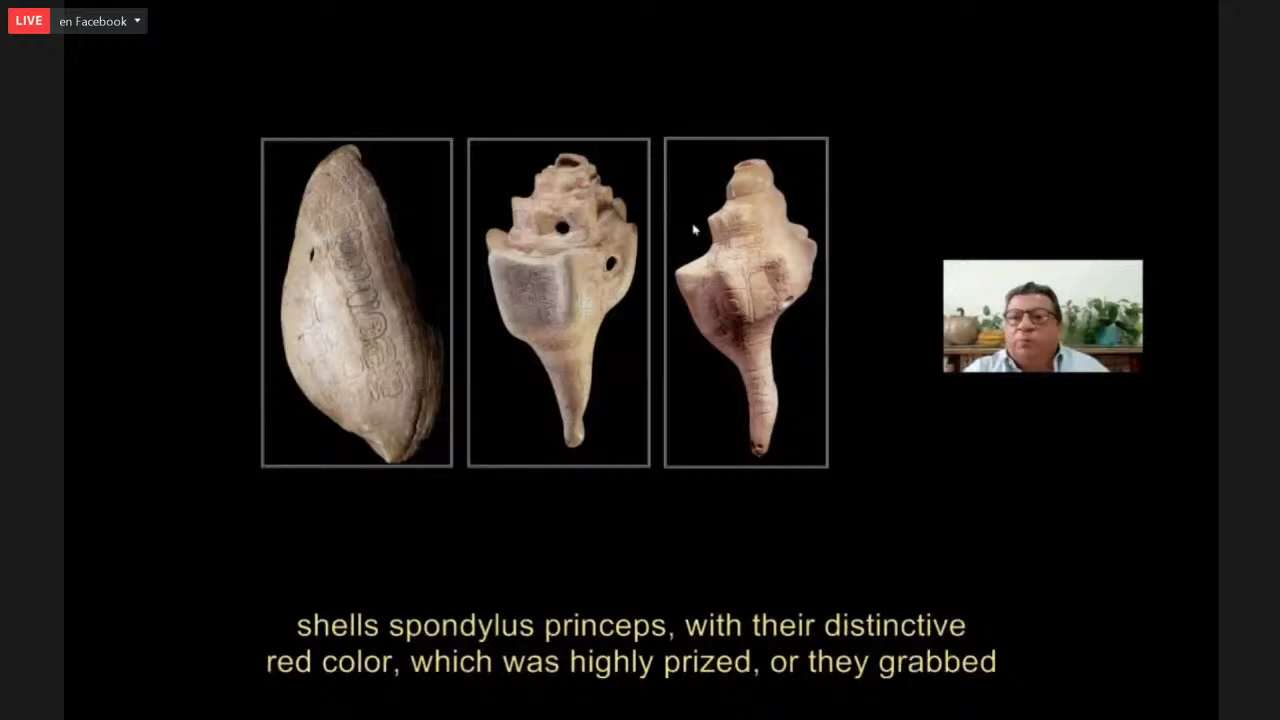 LIVE en Facebook
shells spondylus princeps, with their distinctive
red color, which was highly prized, or they grabbed